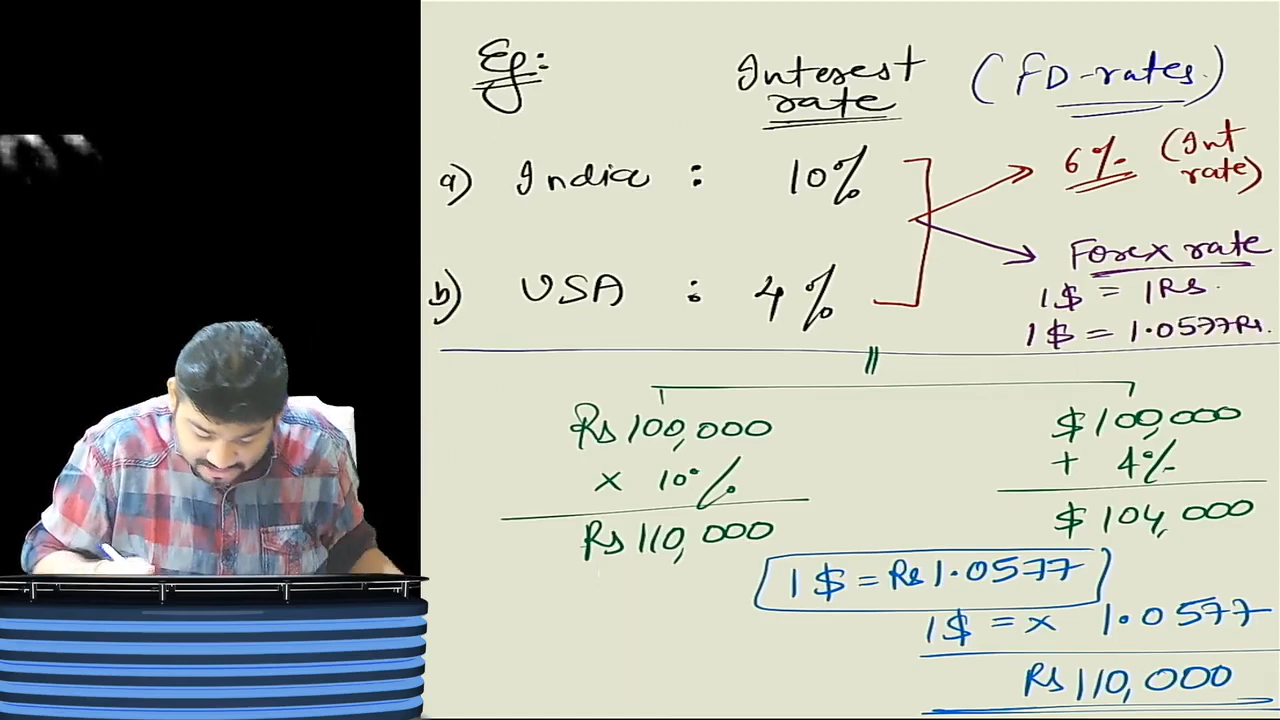 Eg:
Interest rate (FD-rates.)
a) India : 10%
6% (Int rate)
b) USA : 4%
Forex rate
1$ = 1Rs.
1$ = 1.0577Rs.
Rs 100,000
x 10%
Rs 110,000
$ 100,000
+ 4%
$ 104,000
1$ = Rs 1.0577
1$ = x 1.0577
Rs 110,000